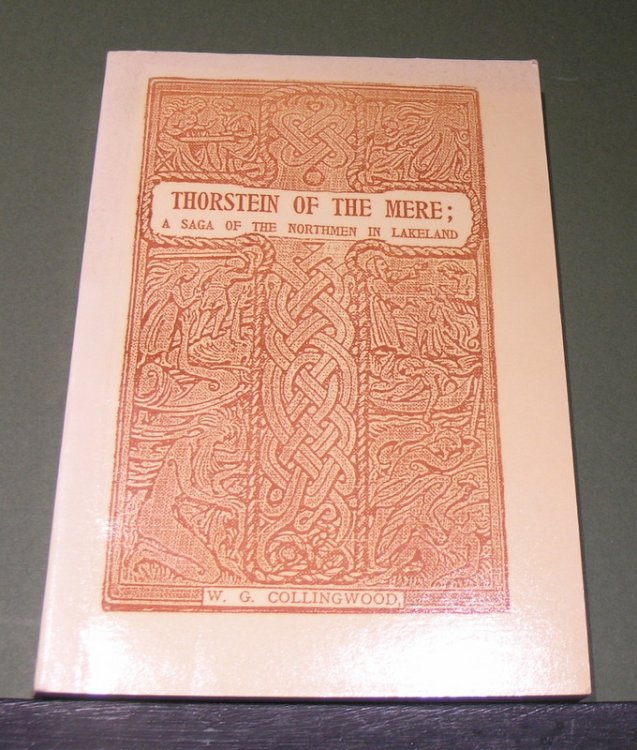 THORSTEIN OF THE MERE;
A SAGA OF THE NORTHMEN IN LAKELAND
W. G. COLLINGWOOD.